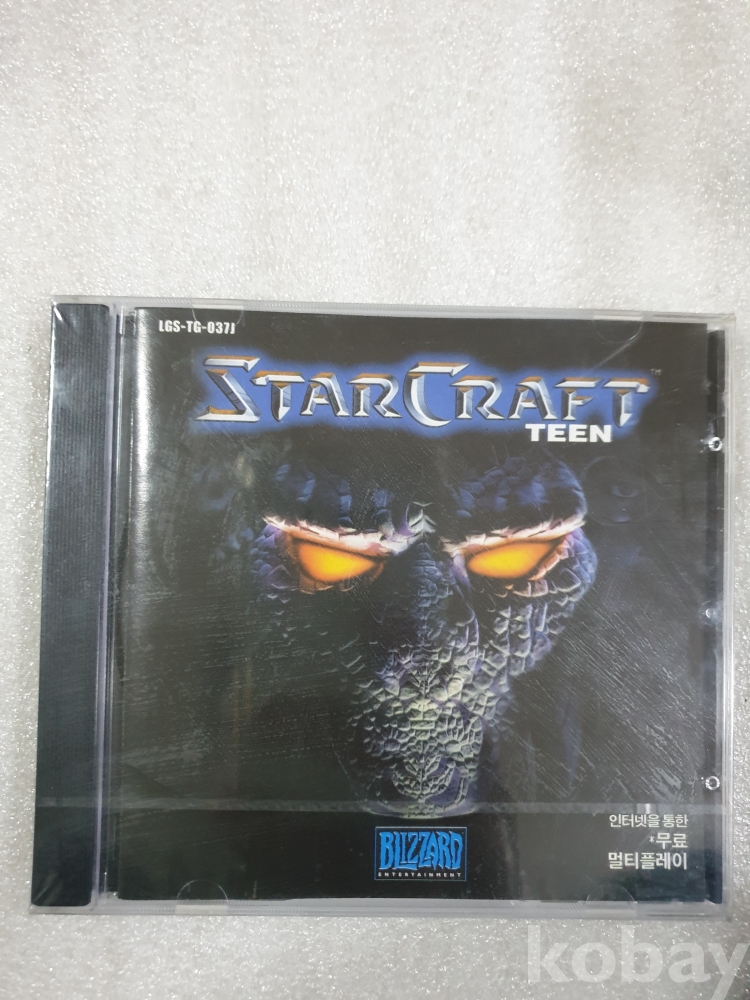 LGS-TG-037J
STARCRAFT™
TEEN
인터넷을 통한
*무료
멀티플레이
BLIZZARD
ENTERTAINMENT
kobay